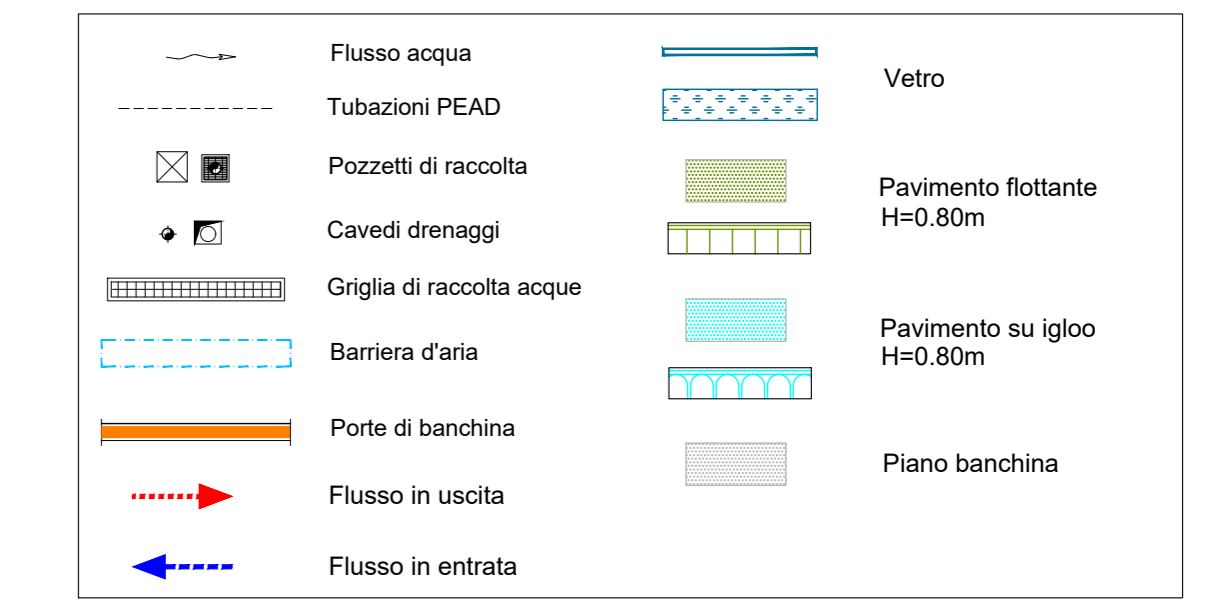 Flusso acqua
Tubazioni PEAD
Pozzetti di raccolta
Cavedi drenaggi
Griglia di raccolta acque
Barriera d'aria
Porte di banchina
Flusso in uscita
Flusso in entrata
Vetro
Pavimento flottante
H=0.80m
Pavimento su igloo
H=0.80m
Piano banchina